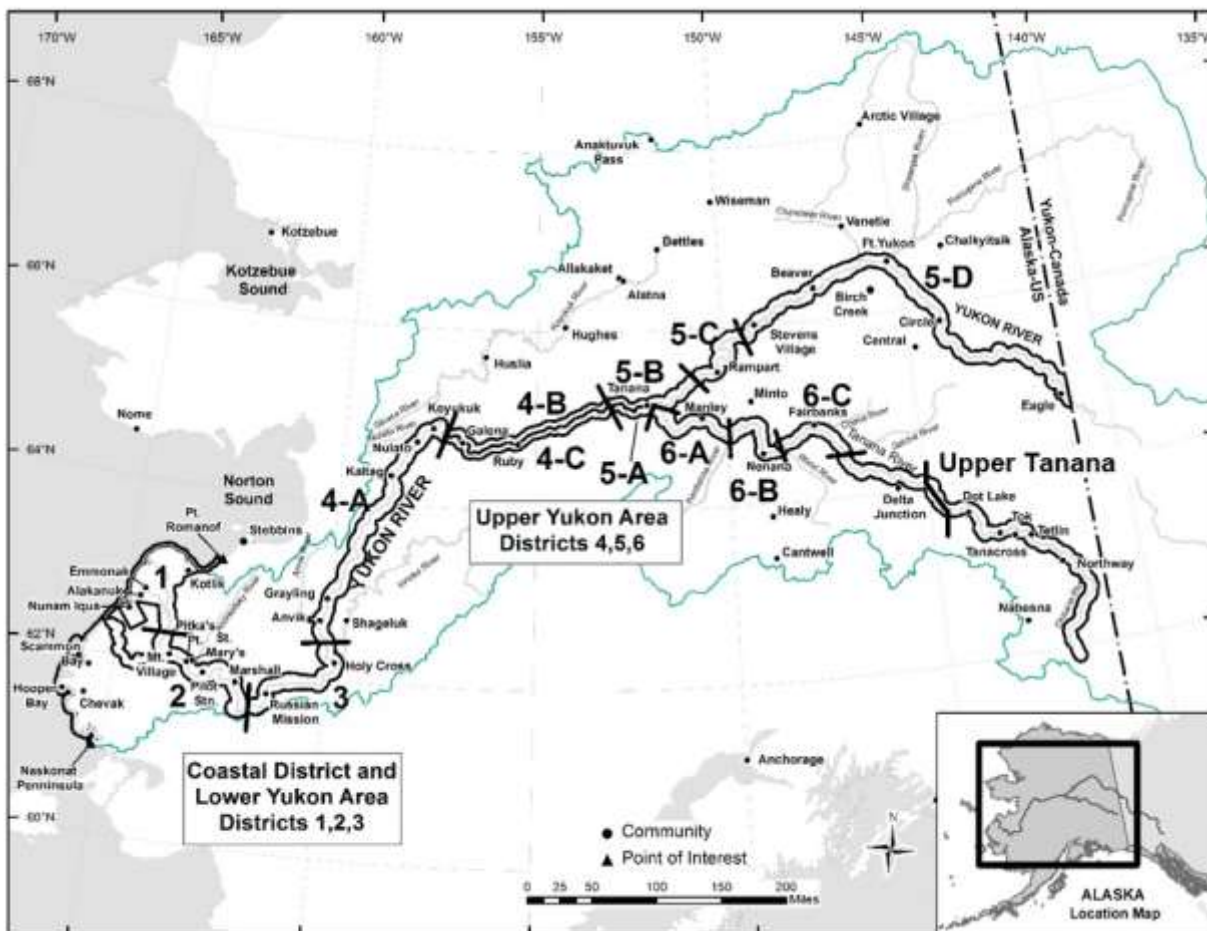 170°W
165°W
160°W
155°W
150°W
145°W
140°W
135°W
68°N
66°N
64°N
62°N
60°N
Arctic Village
Anaktuvuk
Pass
Wiseman
Venetie
Ft.Yukon
Chalkyitsik
Yukon-Canada
Alaska-US
Kotzebue
Kotzebue
Sound
Bettles
Allakaket
Alatna
Beaver
5-D
Birch
Creek
YUKON RIVER
Circle
Central
Hughes
5-C
Stevens
Village
Huslia
5-B
Rampart
Tanana
Minto
6-C
Eagle
Nome
Koyukuk
4-B
Manley
Fairbanks
Galena
Nulato
Ruby
4-C
6-A
Tanana River
Upper Tanana
Kaltag
5-A
Nenana
6-B
Norton
Sound
4-A
YUKON RIVER
Upper Yukon Area
Districts 4,5,6
Healy
Delta
Junction
Dot Lake
Tok
Tetlin
Pt.
Romanof
Stebbins
Cantwell
Tanacross
Northway
Emmonak
1
Kotlik
Alakanuk
Grayling
Nunam Iqua
Anvik
Shageluk
Nabesna
Pitka's
Pt.
St.
Mary's
Scammon
Bay
Mt.
Village
Marshall
Holy Cross
Hooper
Bay
Chevak
2
Pilot
Stn.
Russian
Mission
3
Naskonat
Penninsula
Coastal District and
Lower Yukon Area
Districts 1,2,3
Anchorage
Community
Point of Interest
N
0 25 50 100 150 200
Miles
ALASKA
Location Map